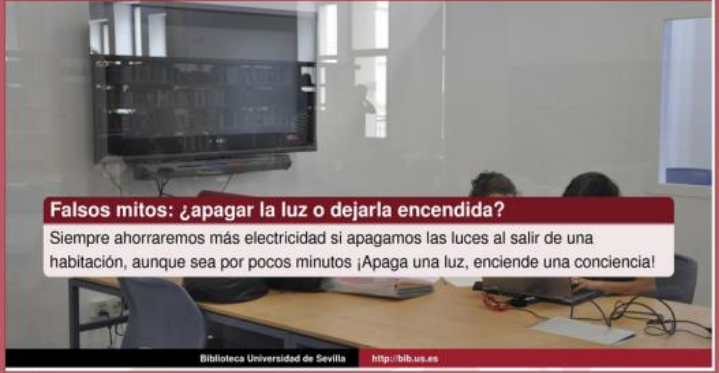 Falsos mitos: ¿apagar la luz o dejarla encendida?
Siempre ahorraremos más electricidad si apagamos las luces al salir de una
habitación, aunque sea por pocos minutos ¡Apaga una luz, enciende una conciencia!
Biblioteca Universidad de Sevilla http://bib.us.es